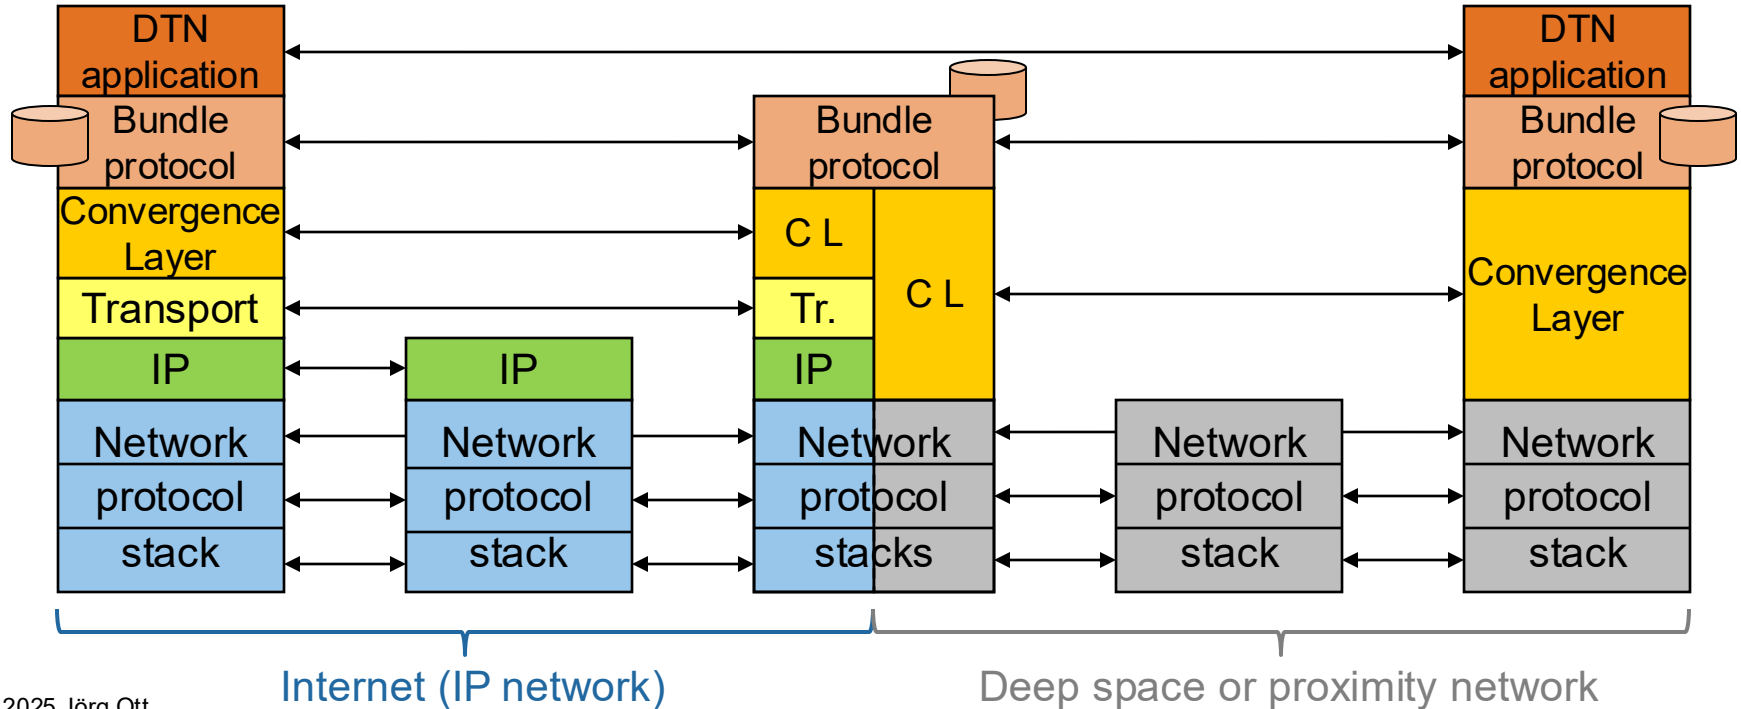 DTN
application
DTN
application
Bundle
protocol
Bundle
protocol
Bundle
protocol
Convergence
Layer
C L
C L
Convergence
Layer
Transport
Tr.
IP
IP
IP
Network
protocol
stack
Network
protocol
stack
Network
protocol
stacks
Network
protocol
stack
Network
protocol
stack
Internet (IP network)
Deep space or proximity network
2025 Jörg Ott